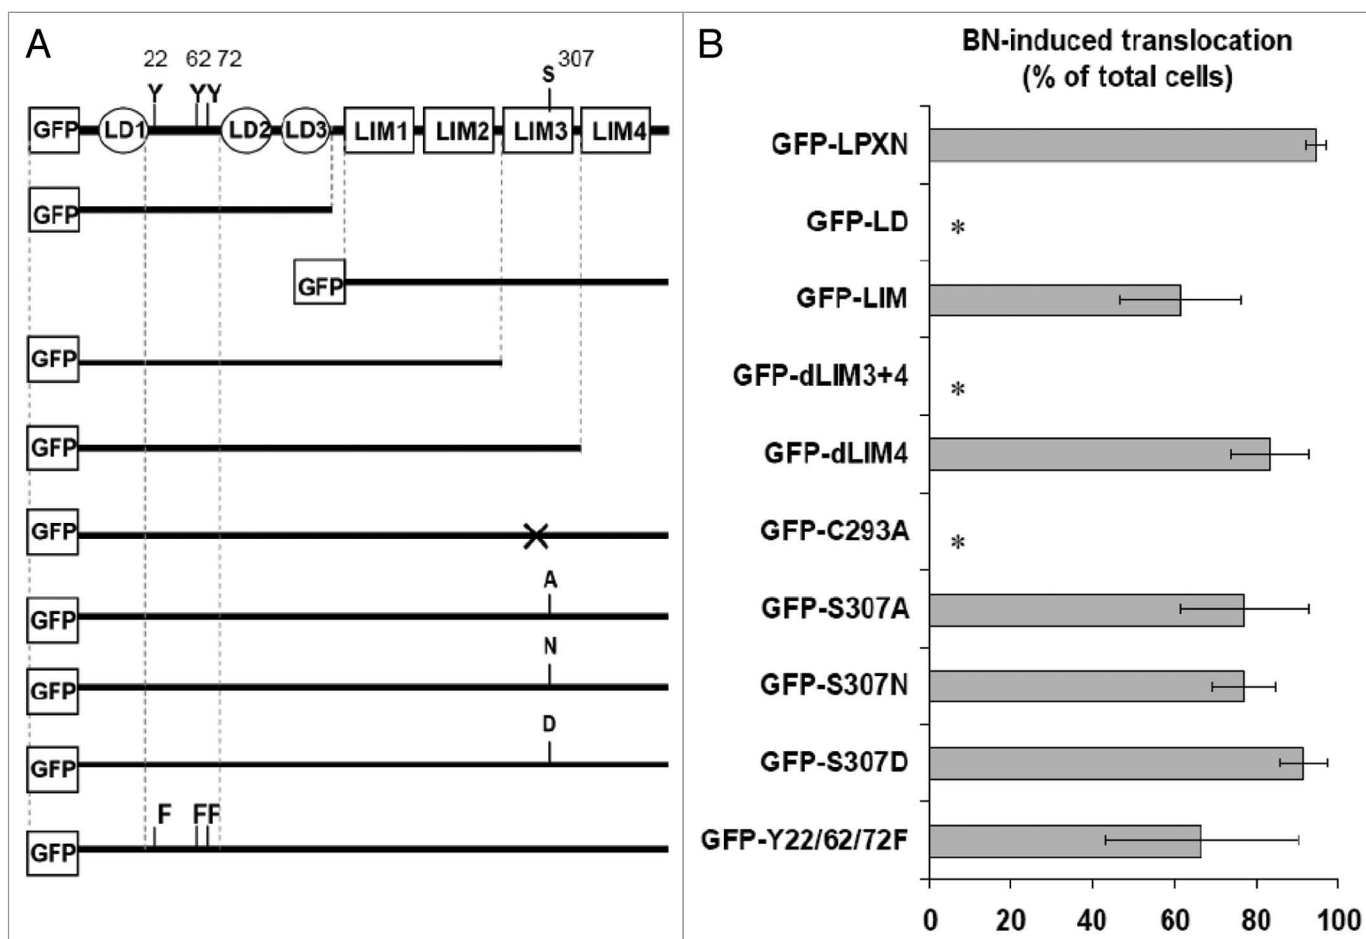 A
22 62 72 307
Y YY S
GFP LD1 LD2 LD3 LIM1 LIM2 LIM3 LIM4
GFP
GFP
GFP
GFP
GFP
A
GFP
N
GFP
D
GFP
F FF
GFP
B
BN-induced translocation
(% of total cells)
GFP-LPXN
GFP-LD *
GFP-LIM
GFP-dLIM3+4 *
GFP-dLIM4
GFP-C293A *
GFP-S307A
GFP-S307N
GFP-S307D
GFP-Y22/62/72F
0 20 40 60 80 100